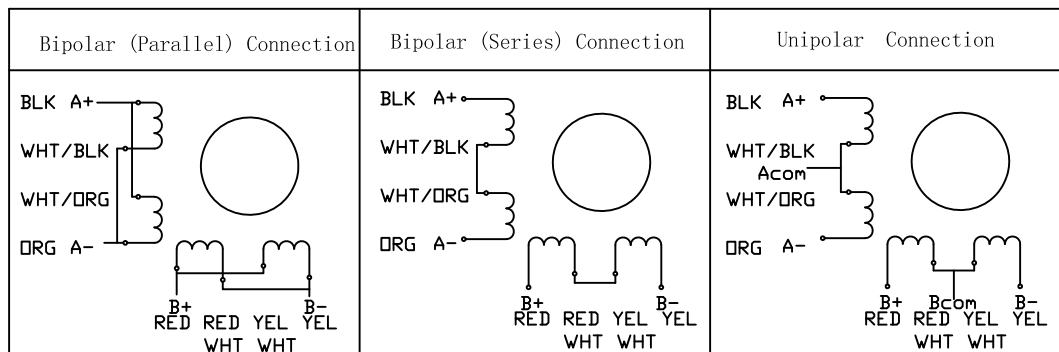 Bipolar (Parallel) Connection
Bipolar (Series) Connection
Unipolar Connection
BLK A+
WHT/BLK
WHT/ORG
ORG A-
B+ B-
RED RED YEL YEL
WHT WHT
BLK A+
WHT/BLK
WHT/ORG
ORG A-
B+ B-
RED RED YEL YEL
WHT WHT
BLK A+
WHT/BLK
Acom
WHT/ORG
ORG A-
B+ Bcom B-
RED RED YEL YEL
WHT WHT